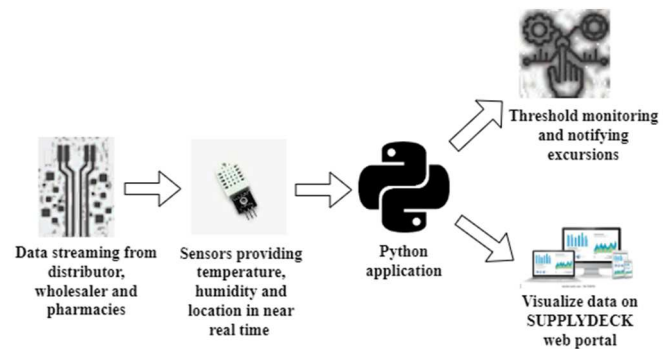 Data streaming from
distributor,
wholesaler and
pharmacies
Sensors providing
temperature,
humidity and
location in near
real time
Python
application
Threshold monitoring
and notifying
excursions
Visualize data on
SUPPLYDECK
web portal